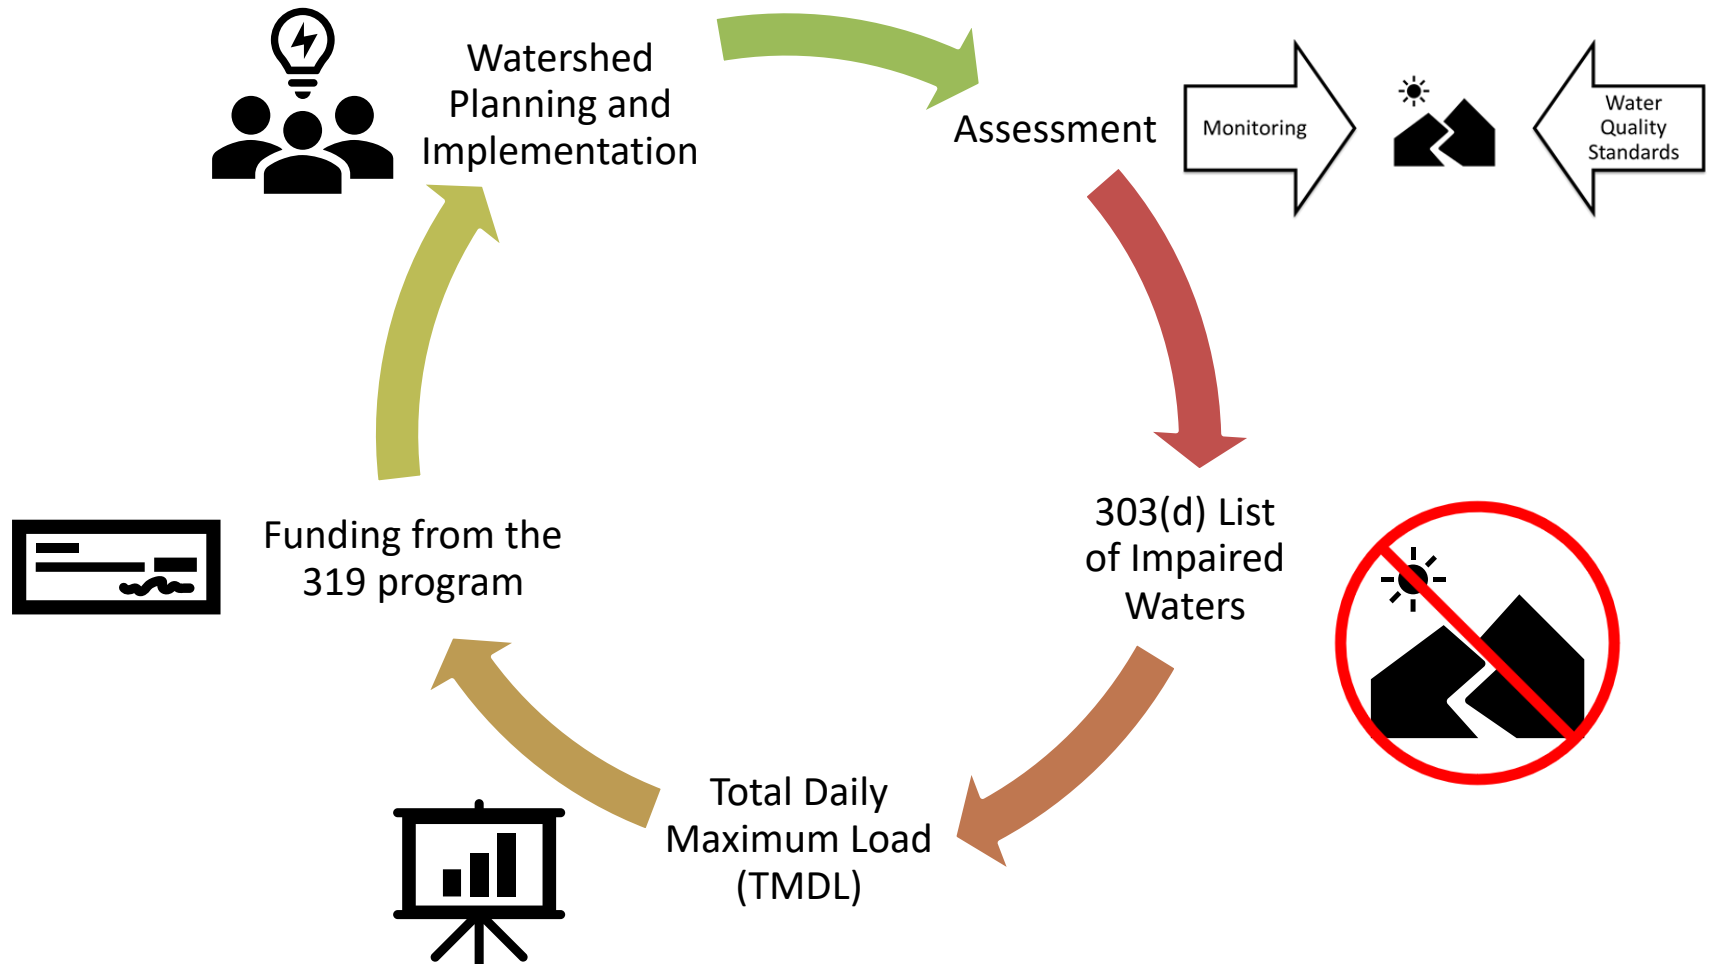 Watershed
Planning and
Implementation
Assessment
Monitoring
Water
Quality
Standards
303(d) List
of Impaired
Waters
Total Daily
Maximum Load
(TMDL)
Funding from the
319 program